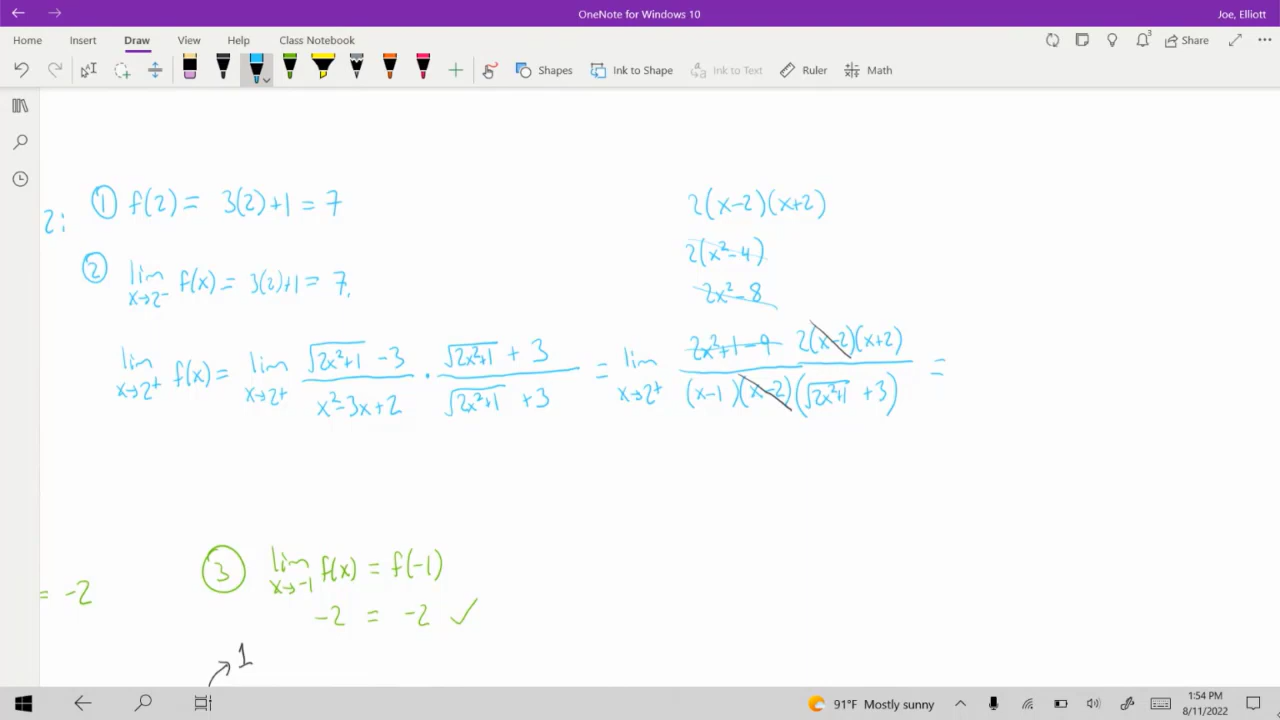 OneNote for Windows 10
Joe, Elliott
Home Insert Draw View Help Class Notebook
Share
Shapes Ink to Shape Ink to Text Ruler Math
2: ① f(2) = 3(2)+1 = 7
② lim x→2⁻ f(x) = 3(2)+1 = 7,
2(x-2)(x+2)
2(x²-4)
2x²-8
lim x→2⁺ f(x) = lim x→2⁺ (√(2x²+1) - 3)/(x²-3x+2) · (√(2x²+1) + 3)/(√(2x²+1) + 3) = lim x→2⁺ (2x²+1-9 2(x-2)(x+2))/((x-1)(x-2)(√(2x²+1) + 3)) =
③ lim x→-1 f(x) = f(-1)
= -2
-2 = -2 ✓
→ 1
91°F Mostly sunny
1:54 PM
8/11/2022